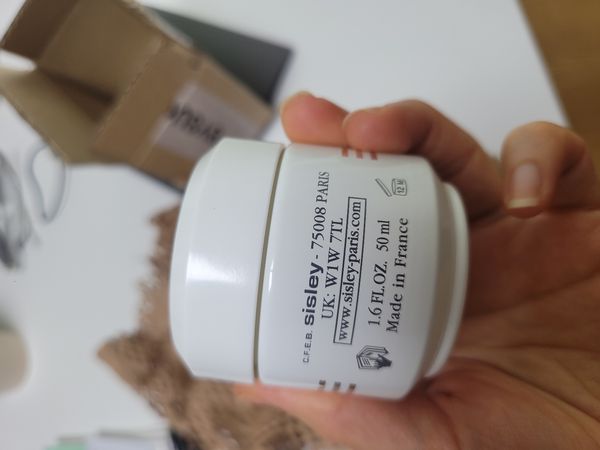 C.F.E.B. sisley - 75008 PARIS
UK: W1W 7TL
www.sisley-paris.com
1.6 FL.OZ. 50 ml
Made in France
12 M